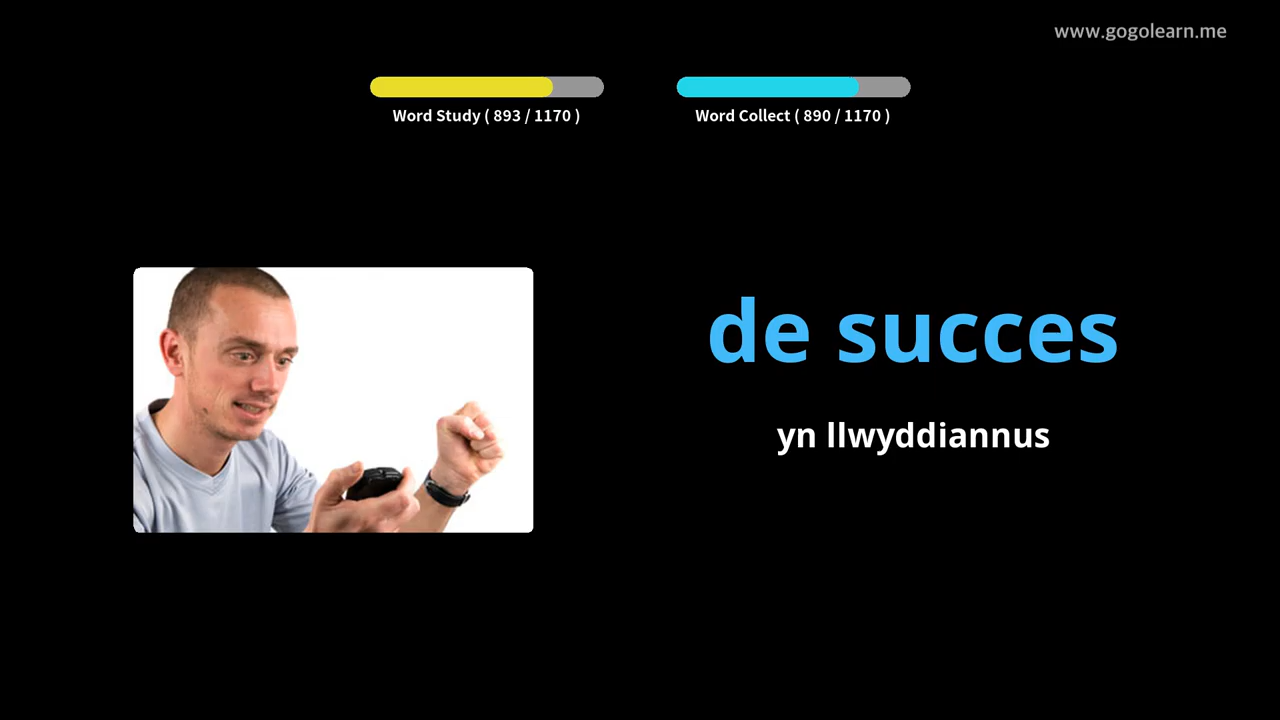 www.gogolearn.me
Word Study ( 893 / 1170 )
Word Collect ( 890 / 1170 )
de succes
yn llwyddiannus